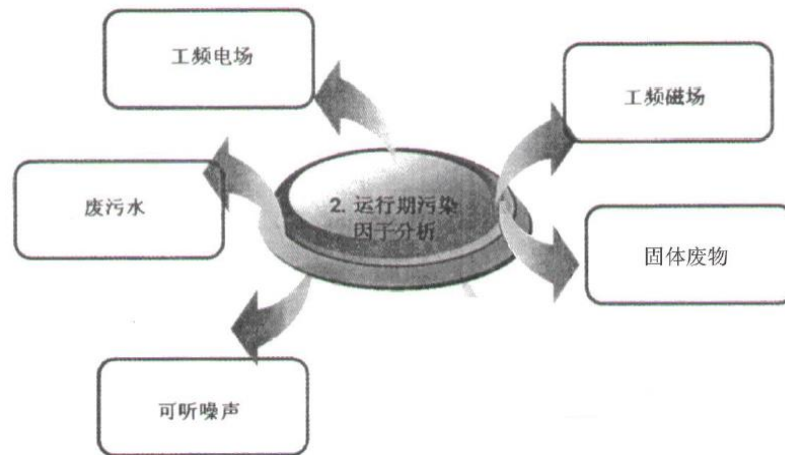 工频电场
工频磁场
废污水
2. 运行期污染
因子分析
固体废物
可听噪声